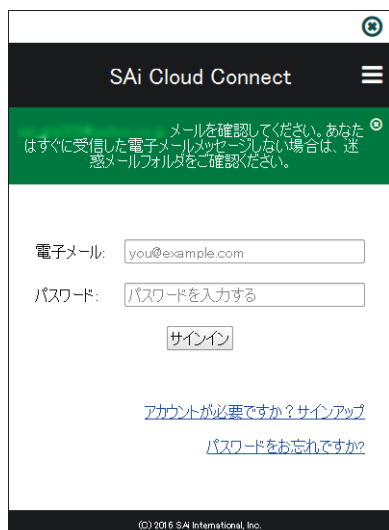 SAi Cloud Connect
メールを確認してください。あなた
はすぐに受信した電子メールメッセージしない場合は、迷
惑メールフォルダをご確認ください。
電子メール: you@example.com
パスワード: パスワードを入力する
サインイン
アカウントが必要ですか？サインアップ
パスワードをお忘れですか?
(C) 2016 SAi International, Inc.